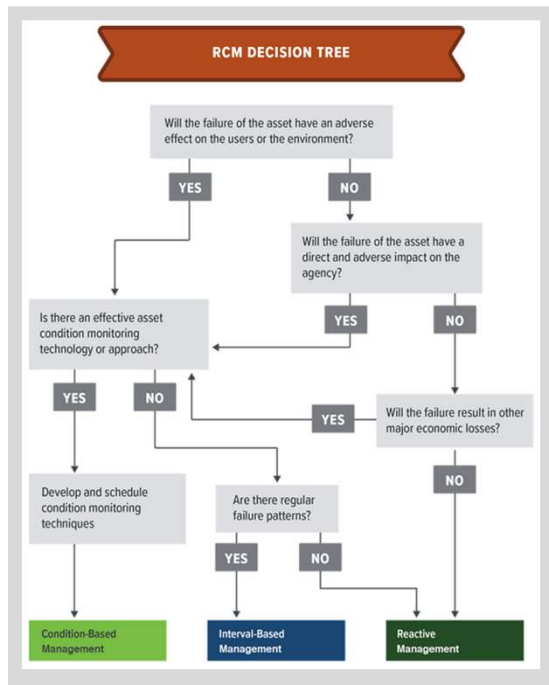 RCM DECISION TREE
Will the failure of the asset have an adverse
effect on the users or the environment?
YES
NO
Will the failure of the asset have a
direct and adverse impact on the
agency?
Is there an effective asset
condition monitoring
technology or approach?
YES
NO
YES
NO
YES
Will the failure result in other
major economic losses?
NO
Develop and schedule
condition monitoring
techniques
Are there regular
failure patterns?
YES
NO
Condition-Based
Management
Interval-Based
Management
Reactive
Management